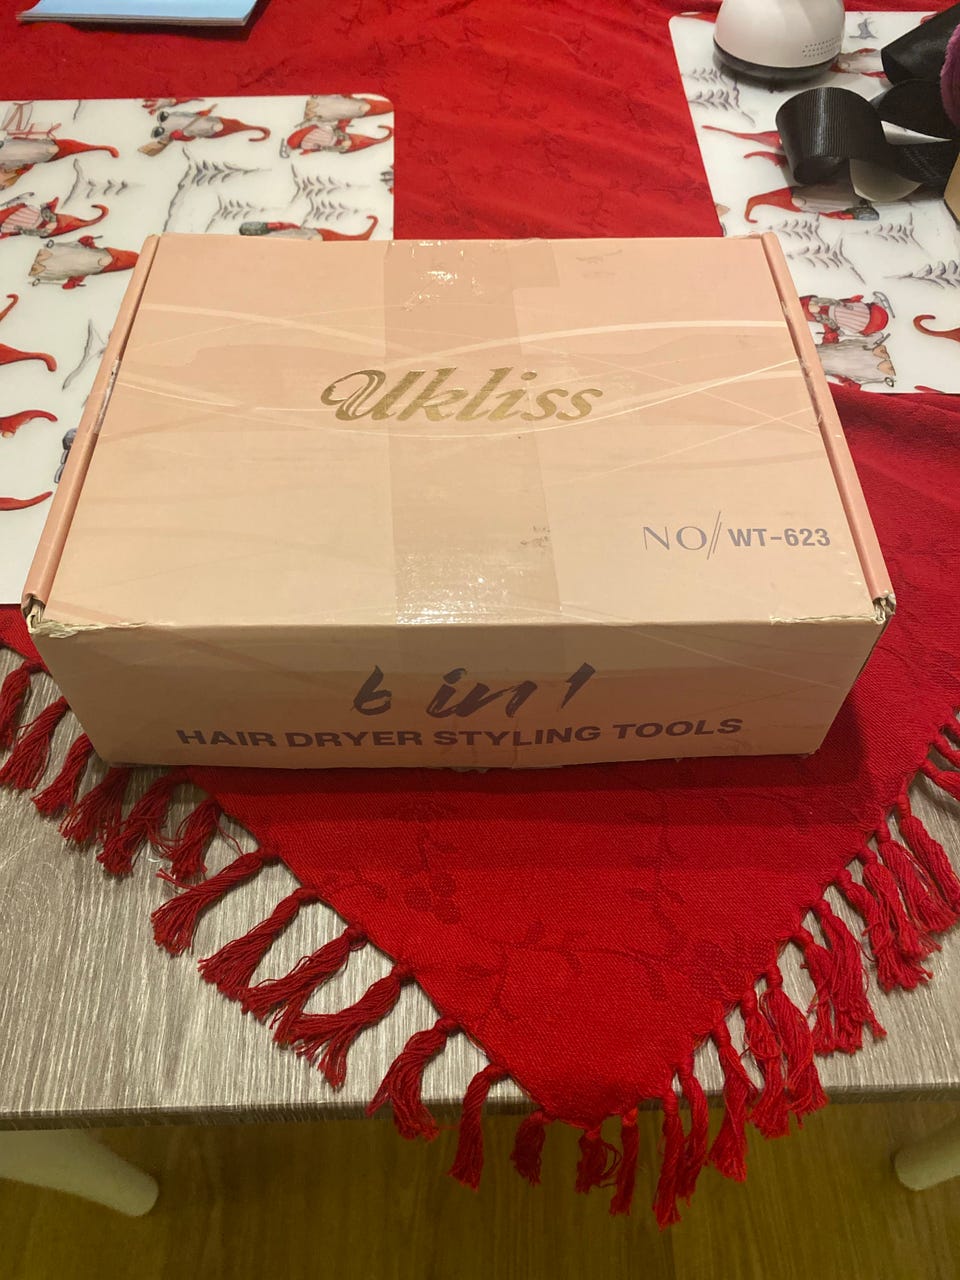 Ukliss
NO/ WT-623
6 in 1
HAIR DRYER STYLING TOOLS